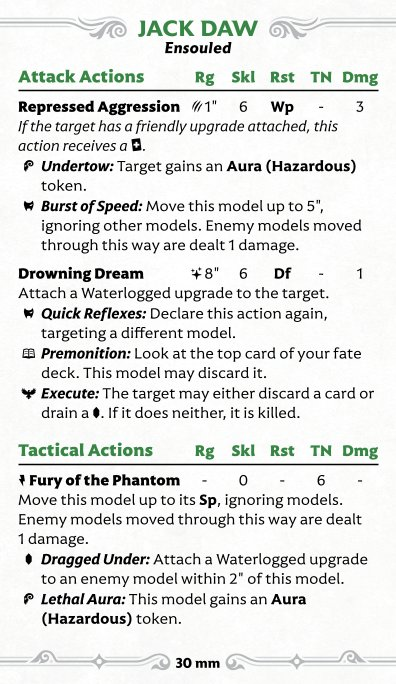 JACK DAW
Ensouled
Attack Actions Rg Skl Rst TN Dmg
Repressed Aggression 1" 6 Wp - 3
If the target has a friendly upgrade attached, this
action receives a .
Undertow: Target gains an Aura (Hazardous)
token.
Burst of Speed: Move this model up to 5",
ignoring other models. Enemy models moved
through this way are dealt 1 damage.
Drowning Dream 8" 6 Df - 1
Attach a Waterlogged upgrade to the target.
Quick Reflexes: Declare this action again,
targeting a different model.
Premonition: Look at the top card of your fate
deck. This model may discard it.
Execute: The target may either discard a card or
drain a . If it does neither, it is killed.
Tactical Actions Rg Skl Rst TN Dmg
Fury of the Phantom - 0 - 6 -
Move this model up to its Sp, ignoring models.
Enemy models moved through this way are dealt
1 damage.
Dragged Under: Attach a Waterlogged upgrade
to an enemy model within 2" of this model.
Lethal Aura: This model gains an Aura
(Hazardous) token.
30 mm